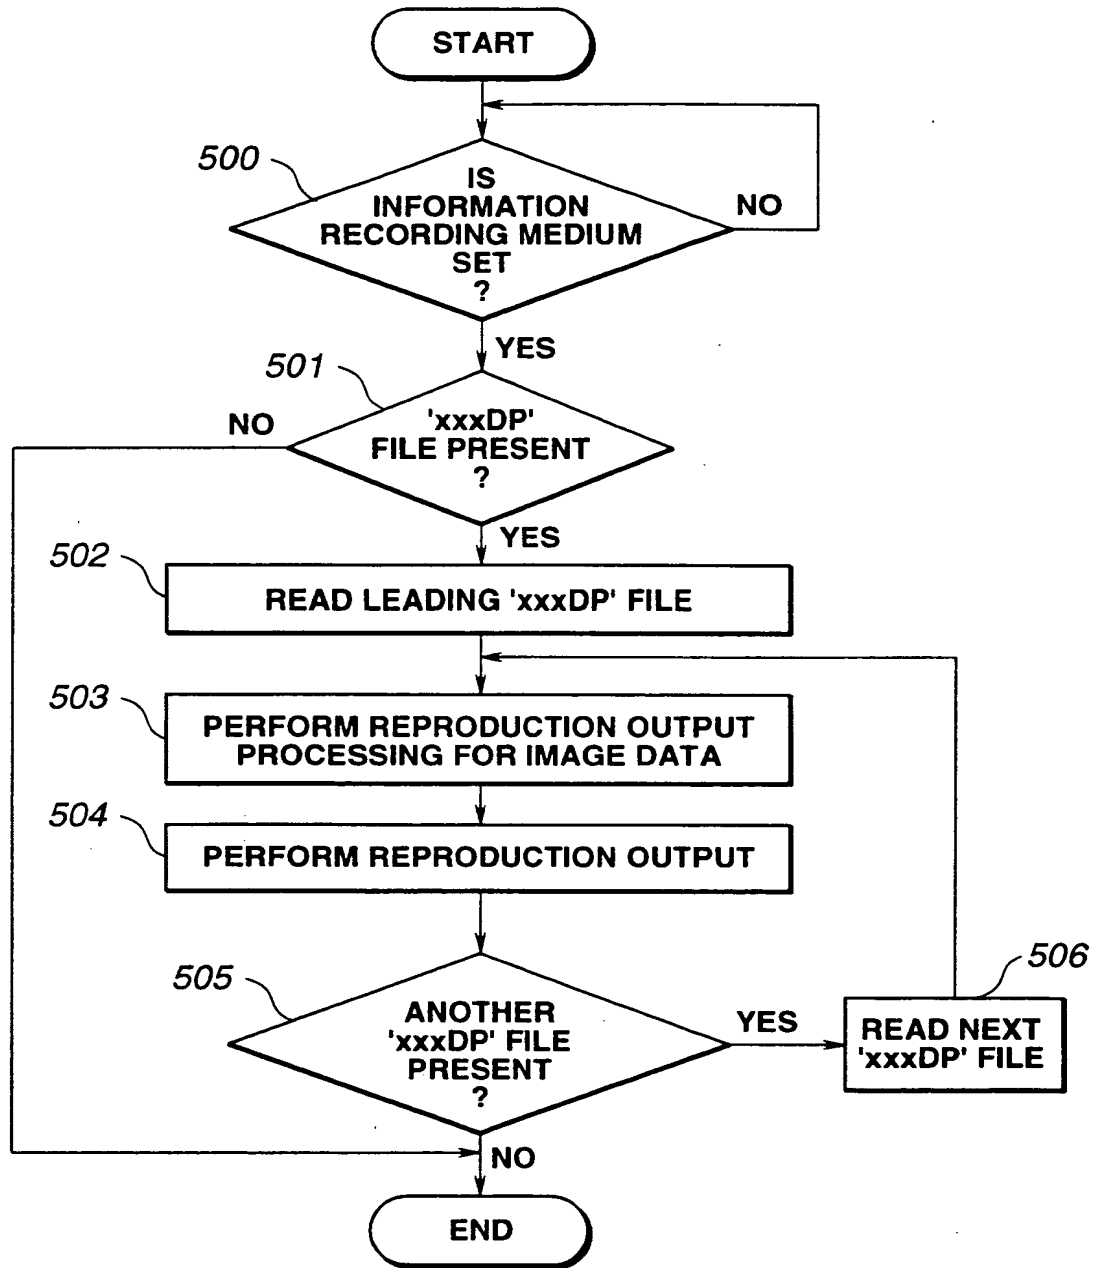 START
500
IS
INFORMATION
RECORDING MEDIUM
SET
?
NO
YES
501
'xxxDP'
FILE PRESENT
?
NO
YES
502
READ LEADING 'xxxDP' FILE
503
PERFORM REPRODUCTION OUTPUT
PROCESSING FOR IMAGE DATA
504
PERFORM REPRODUCTION OUTPUT
505
ANOTHER
'xxxDP' FILE
PRESENT
?
YES
506
READ NEXT
'xxxDP' FILE
NO
END